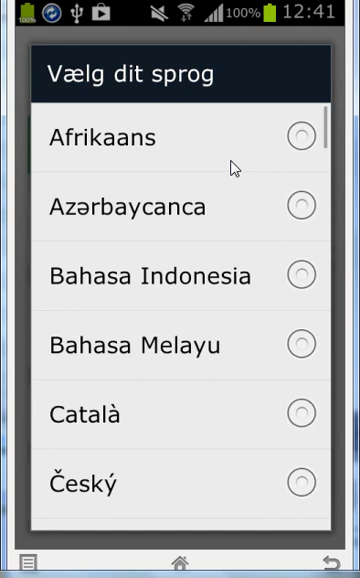 100% 12:41
Vælg dit sprog
Afrikaans
Azərbaycanca
Bahasa Indonesia
Bahasa Melayu
Català
Český